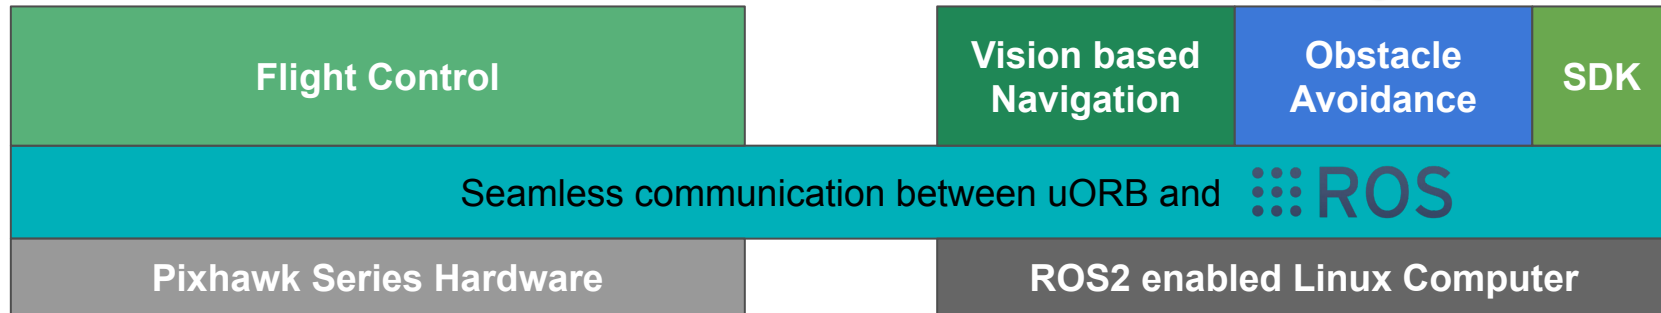 Flight Control
Vision based
Navigation
Obstacle
Avoidance
SDK
Seamless communication between uORB and ROS
Pixhawk Series Hardware
ROS2 enabled Linux Computer